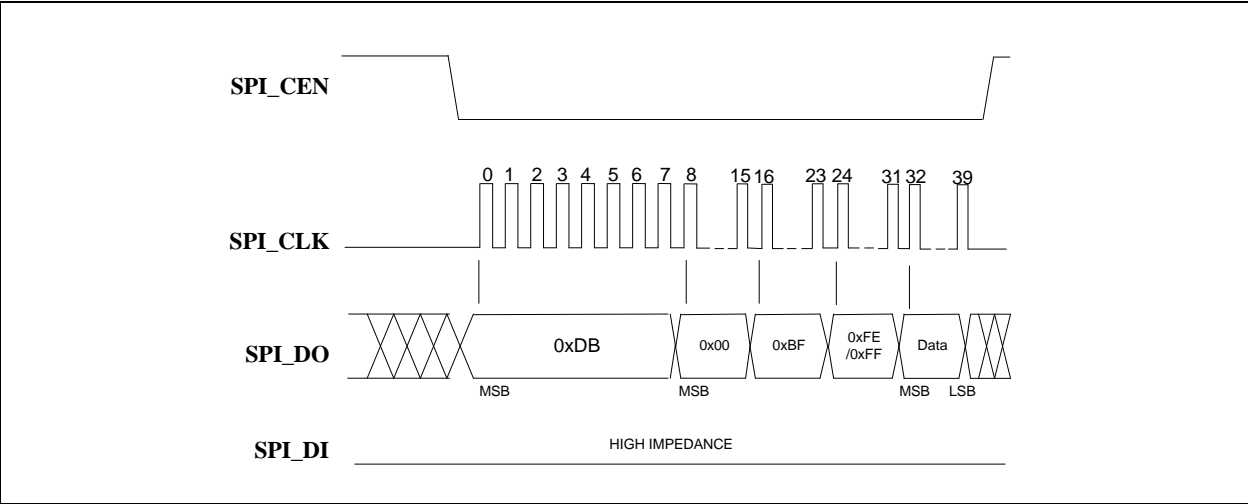 SPI_CEN
0 1 2 3 4 5 6 7 8 15 16 23 24 31 32 39
SPI_CLK
SPI_DO
0xDB
0x00
0xBF
0xFE
/0xFF
Data
MSB MSB MSB LSB
SPI_DI
HIGH IMPEDANCE